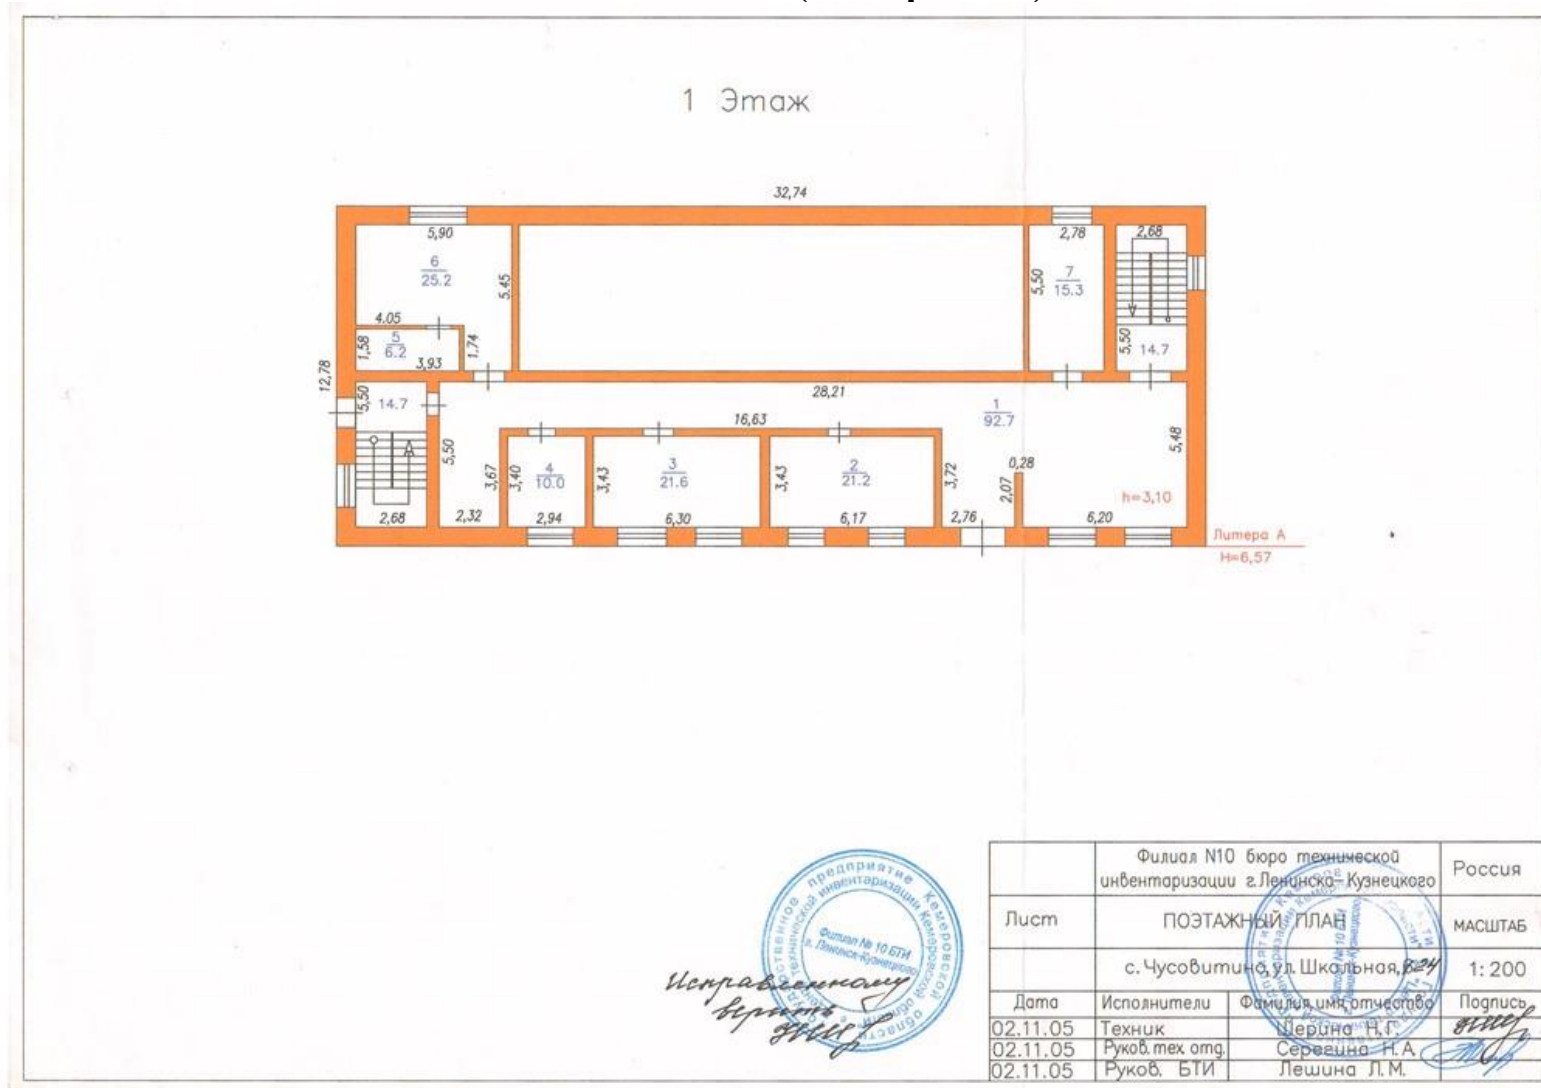 1 Этаж
32,74
5,90
2,78
2,68
6
25.2
5.45
5,50
7
15.3
4.05
5
6.2
1,58
3,93
1.74
5,50
14.7
12,78
5,50
14.7
28,21
1
92.7
16,63
5,48
5,50
3,67
3,40
4
10.0
3,43
3
21.6
3,43
2
21.2
3,72
0,28
2,07
h=3,10
2,68
2,32
2,94
6,30
6,17
2,76
6,20
Литера А
H=6,57
Филиал N10 бюро технической
инвентаризации г.Ленинска-Кузнецкого
Россия
Лист
ПОЭТАЖНЫЙ ПЛАН
МАСШТАБ
с. Чусовитино, ул. Школьная,
1: 200
Дата
Исполнители
Фамилия,имя,отчество
Подпись
02.11.05
Техник
Шерина Н.Г.
02.11.05
Руков. тех. отд.
Серегина Н.А
02.11.05
Руков. БТИ
Лешина Л.М.
Филиал № 10 БТИ
г. Ленинск-Кузнецкого
Исправленному
верить